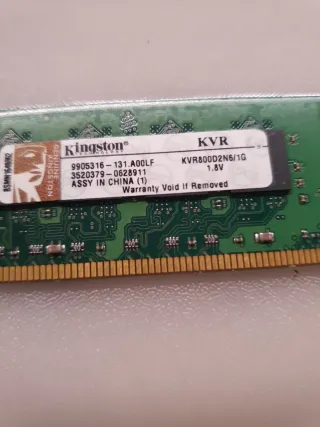 Kingston
TECHNOLOGY
KVR
9905316-131.A00LF
KVR800D2N6/1G
3520379-0628911
1.8V
ASSY IN CHINA (1)
Warranty Void If Removed